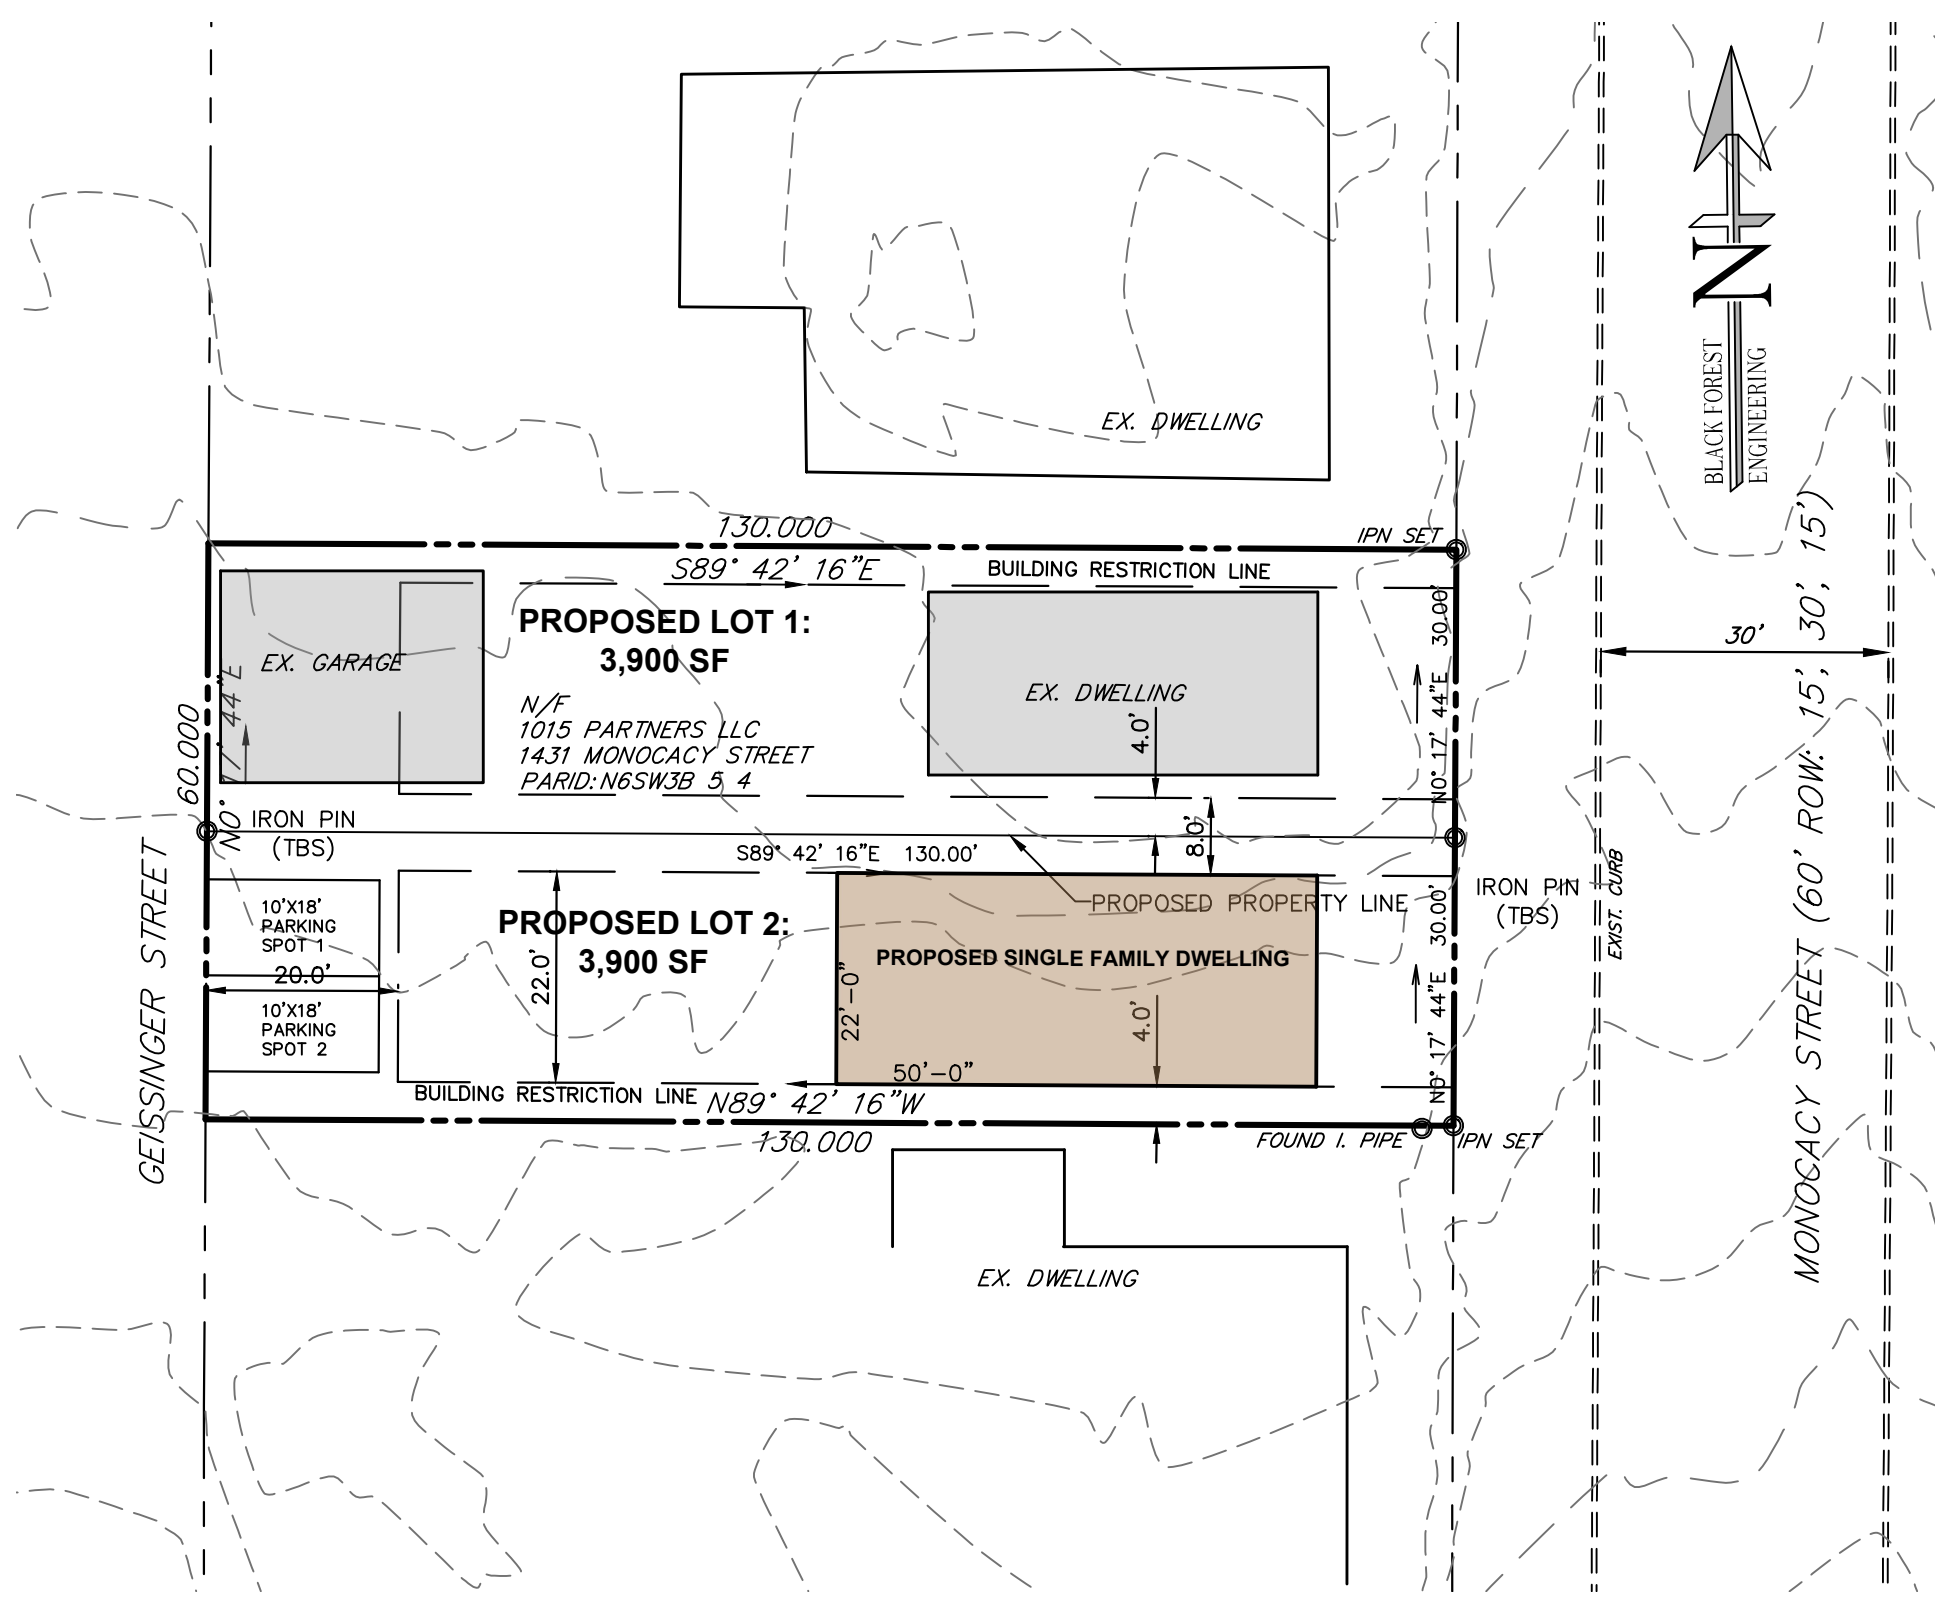 EX. DWELLING
BLACK FOREST
ENGINEERING
N
130.000
IPN SET
S89° 42' 16"E
BUILDING RESTRICTION LINE
PROPOSED LOT 1:
3,900 SF
EX. GARAGE
N/F
1015 PARTNERS LLC
1431 MONOCACY STREET
PARID: N6SW3B 5 4
EX. DWELLING
4.0'
30.00'
N0° 17' 44"E
30'
60.000
N0° 17' 44"E
IRON PIN
(TBS)
S89° 42' 16"E 130.00'
8.0'
PROPOSED PROPERTY LINE
IRON PIN
(TBS)
EXIST. CURB
MONOCACY STREET (60' ROW: 15', 30', 15')
GEISSINGER STREET
10'X18'
PARKING
SPOT 1
20.0'
10'X18'
PARKING
SPOT 2
PROPOSED LOT 2:
3,900 SF
22.0'
PROPOSED SINGLE FAMILY DWELLING
22'-0"
4.0'
50'-0"
30.00'
N0° 17' 44"E
BUILDING RESTRICTION LINE
N89° 42' 16"W
130.000
FOUND I. PIPE
IPN SET
EX. DWELLING